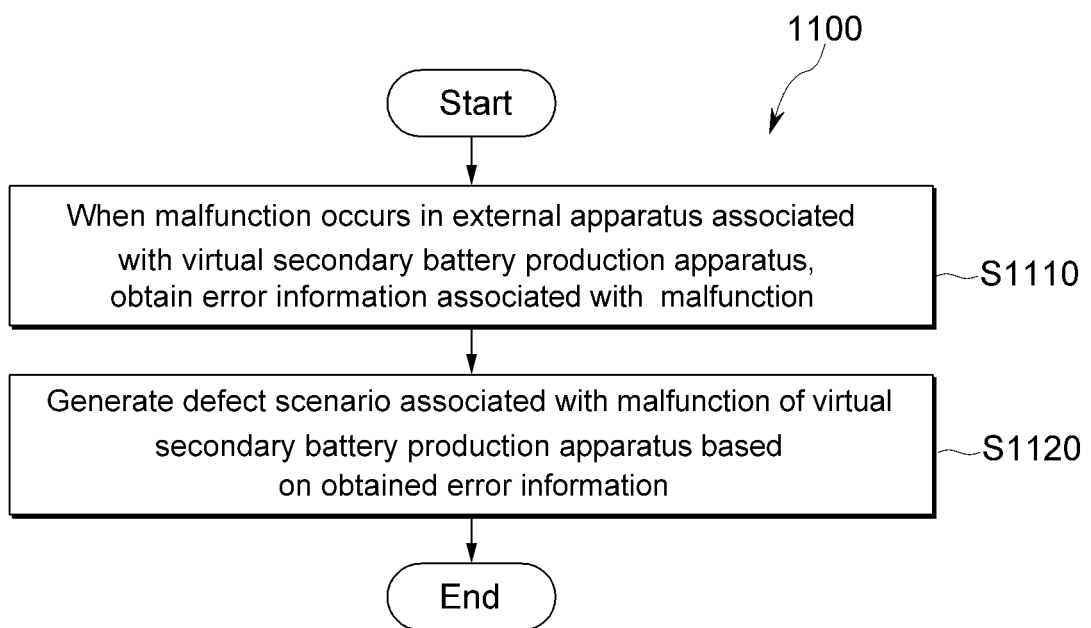 1100
Start
When malfunction occurs in external apparatus associated
with virtual secondary battery production apparatus,
obtain error information associated with malfunction
S1110
Generate defect scenario associated with malfunction of virtual
secondary battery production apparatus based
on obtained error information
S1120
End